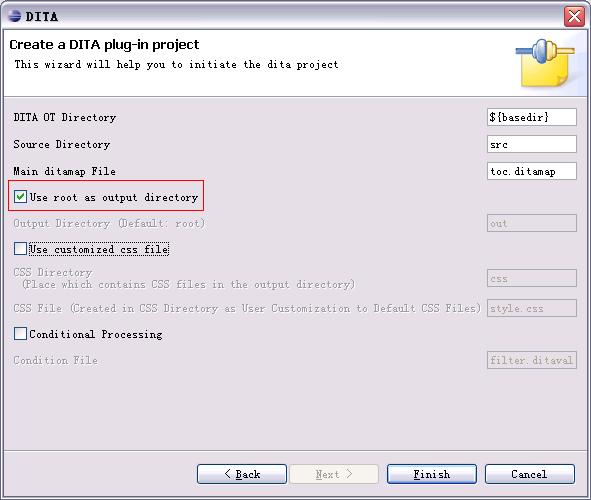 DITA
Create a DITA plug-in project
This wizard will help you to initiate the dita project
DITA OT Directory ${basedir}
Source Directory src
Main ditamap File toc.ditamap
Use root as output directory
Output Directory (Default: root) out
Use customized css file
CSS Directory
(Place which contains CSS files in the output directory) css
CSS File (Created in CSS Directory as User Customization to Default CSS Files) style.css
Conditional Processing
Condition File filter.ditaval
< Back Next > Finish Cancel